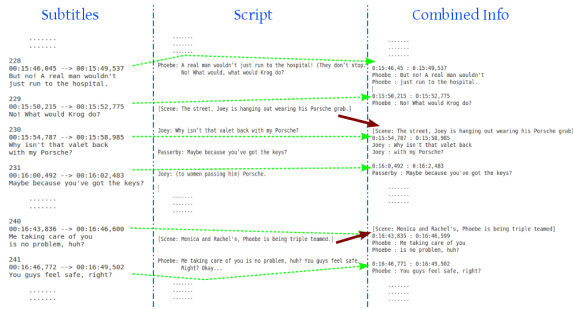 Subtitles
.......
.......
228
00:15:46,045 --> 00:15:49,537
But no! A real man wouldn't
just run to the hospital.
229
00:15:50,215 --> 00:15:52,775
No! What would Krog do?
230
00:15:54,787 --> 00:15:58,985
Why isn't that valet back
with my Porsche?
231
00:16:00,492 --> 00:16:02,483
Maybe because you've got the keys?
.......
.......
240
00:16:43,836 --> 00:16:46,600
Me taking care of you
is no problem, huh?
241
00:16:46,772 --> 00:16:49,502
You guys feel safe, right?
.......
.......
Script
.......
.......
.......
Phoebe: A real man wouldn't just run to the hospital! (They don't stop.
No! What would, what would Krog do?
[Scene: The street, Joey is hanging out wearing his Porsche grab.]
Joey: Why isn't that valet back with my Porsche?
Passerby: Maybe because you've got the keys?
Joey: (to women passing him) Porsche.
.......
.......
.......
[Scene: Monica and Rachel's, Phoebe is being triple teamed.]
Phoebe: Me taking care of you is no problem, huh? You guys feel safe,
Right? Okay...
.......
.......
.......
Combined Info
.......
.......
.......
0:15:46,45 : 0:15:49,537
Phoebe : But no! A real man wouldn't
Phoebe : just run to the hospital.
0:15:50,215 : 0:15:52,775
Phoebe : No! What would Krog do?
[Scene: The street, Joey is hanging out wearing his Porsche grab]
0:15:54,787 : 0:15:58,985
Joey : Why isn't that valet back
Joey : with my Porsche?
0:16:0,492 : 0:16:2,483
Passerby : Maybe because you've got the keys?
.......
.......
.......
[Scene: Monica and Rachel's, Phoebe is being triple teamed]
0:16:43,835 : 0:16:46,599
Phoebe : Me taking care of you
Phoebe : is no problem, huh?
0:16:46,771 : 0:16:49,502
Phoebe : You guys feel safe, right?
.......
.......
.......